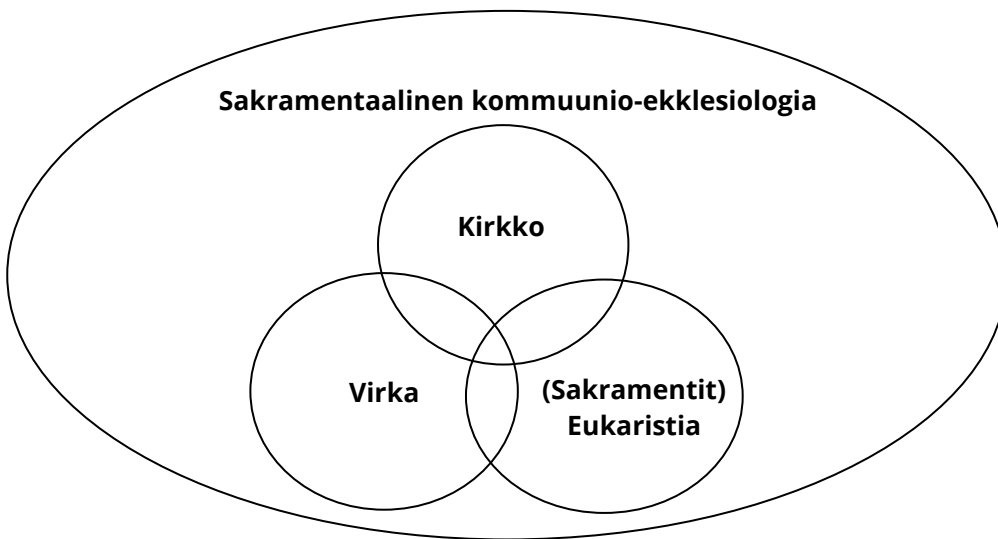 Sakramentaalinen kommuunio-ekklesiologia
Kirkko
Virka
(Sakramentit)
Eukaristia